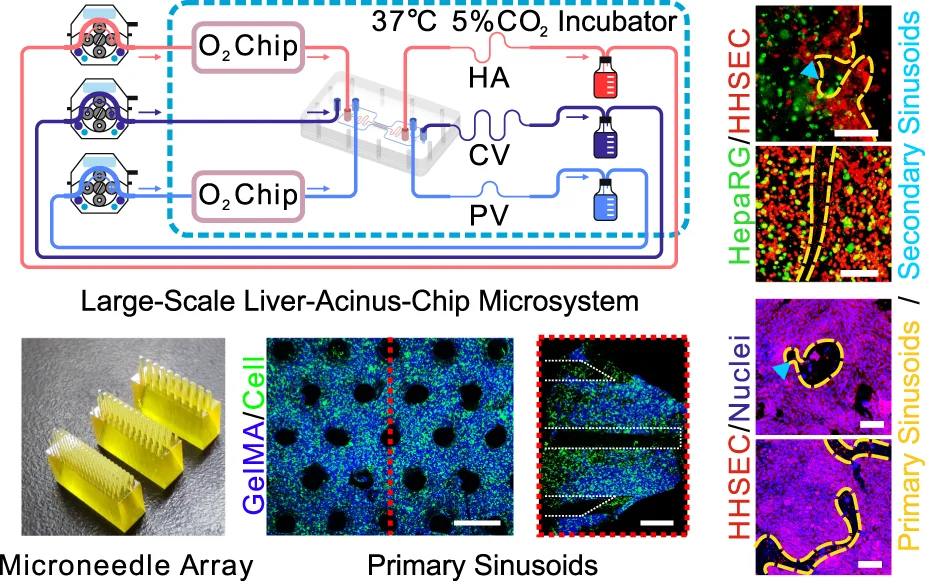 37℃ 5%CO₂ Incubator
O₂ Chip
HA
CV
O₂ Chip
PV
Large-Scale Liver-Acinus-Chip Microsystem
Microneedle Array
GelMA/Cell
Primary Sinusoids
HepaRG/HHSEC
HHSEC/Nuclei
Primary Sinusoids / Secondary Sinusoids